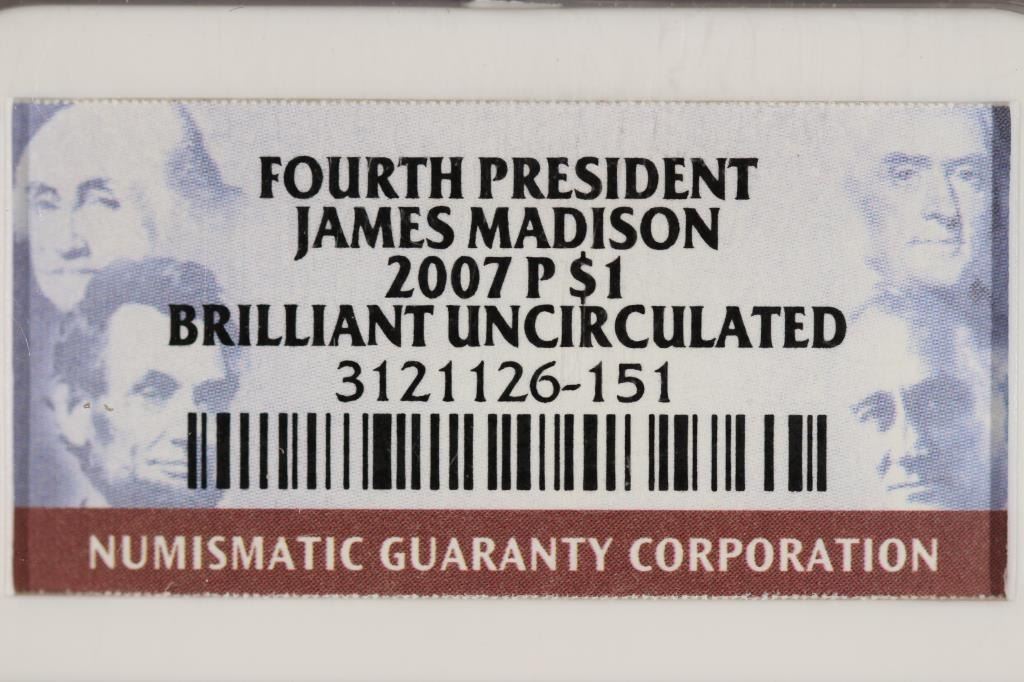 FOURTH PRESIDENT
JAMES MADISON
2007 P $1
BRILLIANT UNCIRCULATED
3121126-151
NUMISMATIC GUARANTY CORPORATION